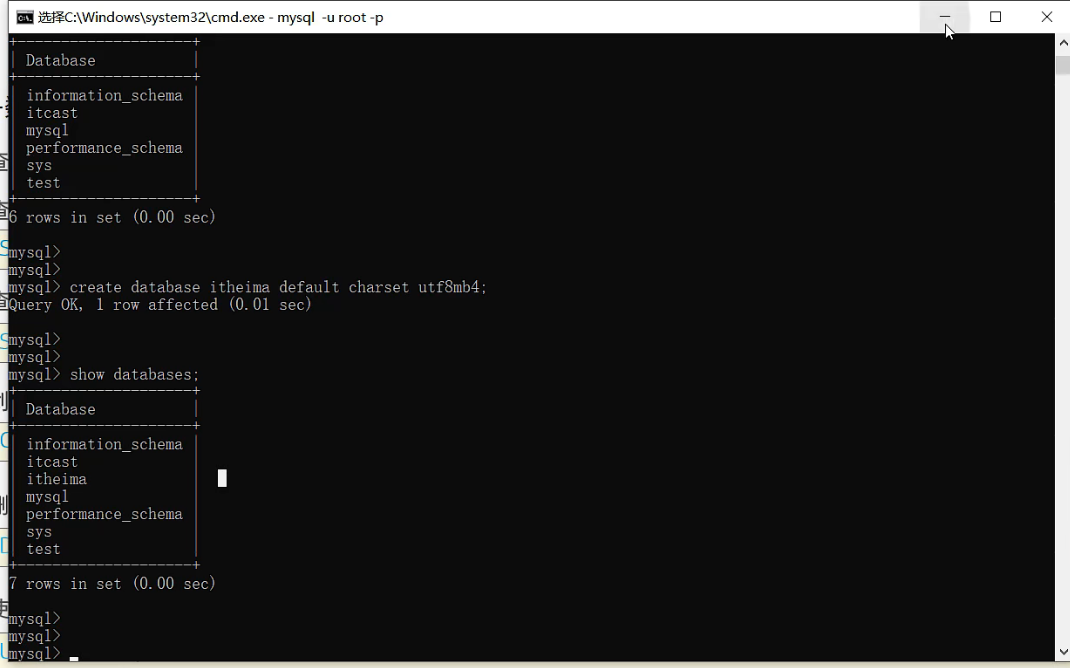 选择C:\Windows\system32\cmd.exe - mysql  -u root -p
Database
information_schema
itcast
mysql
performance_schema
sys
test
6 rows in set (0.00 sec)
mysql>
mysql>
mysql> create database itheima default charset utf8mb4;
Query OK, 1 row affected (0.01 sec)
mysql>
mysql>
mysql> show databases;
Database
information_schema
itcast
itheima
mysql
performance_schema
sys
test
7 rows in set (0.00 sec)
mysql>
mysql>
mysql>